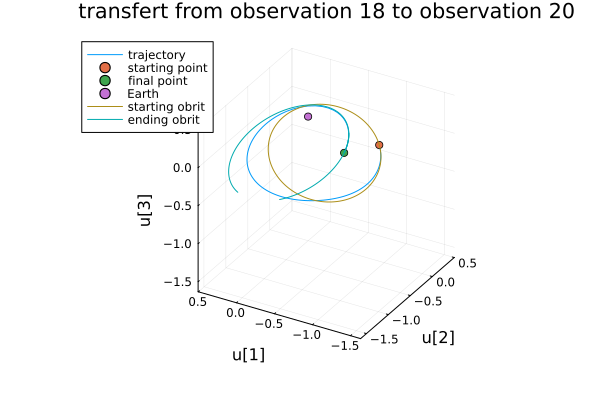 transfert from observation 18 to observation 20
trajectory
starting point
final point
Earth
starting obrit
ending obrit
0.0
−0.5
−1.0
−1.5
u[3]
0.5
0.0
−0.5
−1.0
−1.5
u[1]
−1.5
−1.0
−0.5
0.0
0.5
u[2]